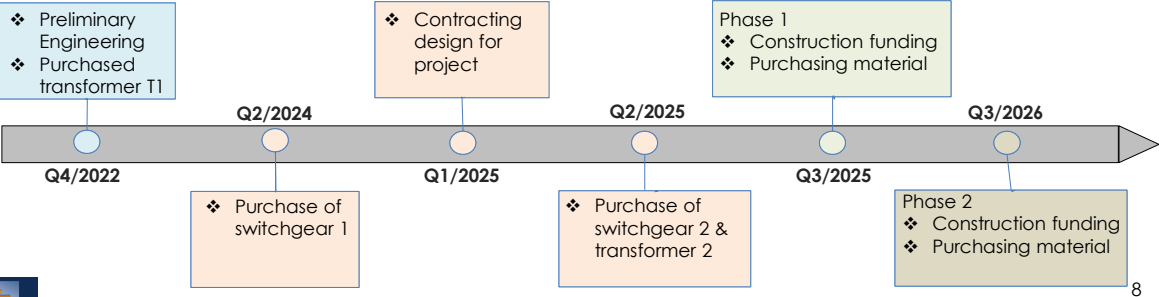 ❖ Preliminary
Engineering
❖ Purchased
transformer T1
❖ Contracting
design for
project
Phase 1
❖ Construction funding
❖ Purchasing material
Q2/2024
Q2/2025
Q3/2026
Q4/2022
Q1/2025
Q3/2025
❖ Purchase of
switchgear 1
❖ Purchase of
switchgear 2 &
transformer 2
Phase 2
❖ Construction funding
❖ Purchasing material
8